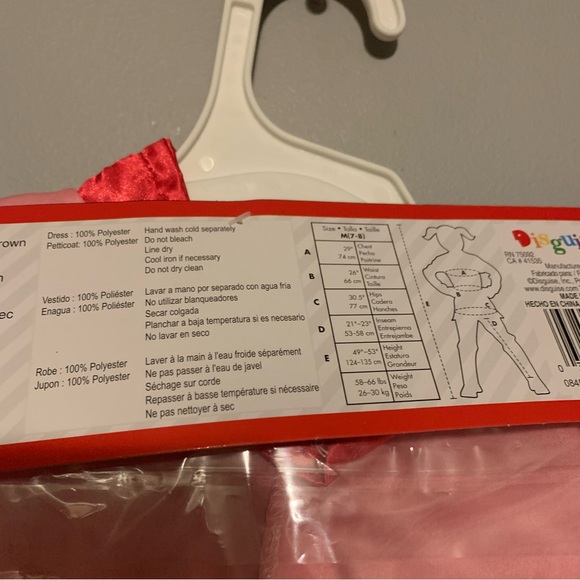 rown
ec
Dress : 100% Polyester
Petticoat: 100% Polyester
Hand wash cold separately
Do not bleach
Line dry
Cool iron if necessary
Do not dry clean
Vestido : 100% Poliéster
Enagua : 100% Poliéster
Lavar a mano por separado con agua fria
No utilizar blanqueadores
Secar colgada
Planchar a baja temperatura si es necesario
No lavar en seco
Robe : 100% Polyester
Jupon : 100% Polyester
Laver à la main à l'eau froide séparément
Ne pas passer à l'eau de javel
Séchage sur corde
Repasser à basse température si nécessaire
Ne pas nettoyer à sec
Size • Talla • Taille
M(7-8)
A
29"
74 cm
Chest
Pecho
Poitrine
B
26"
66 cm
Waist
Cintura
Taille
C
30.5"
77 cm
Hips
Cadera
Hanches
D
21"-23"
53-58 cm
Inseam
Entrepierna
Entrejambe
E
49"-53"
124-135 cm
Height
Estatura
Grandeur
58-66 lbs
26-30 kg
Weight
Peso
Poids
A
B
C
D
E
Disgui
RN 75092
CA # 41035
Manufacture
Fabricado para
©Disguise, Inc., P
www.disguise.
MADE
HECHO EN CHINA
0
084